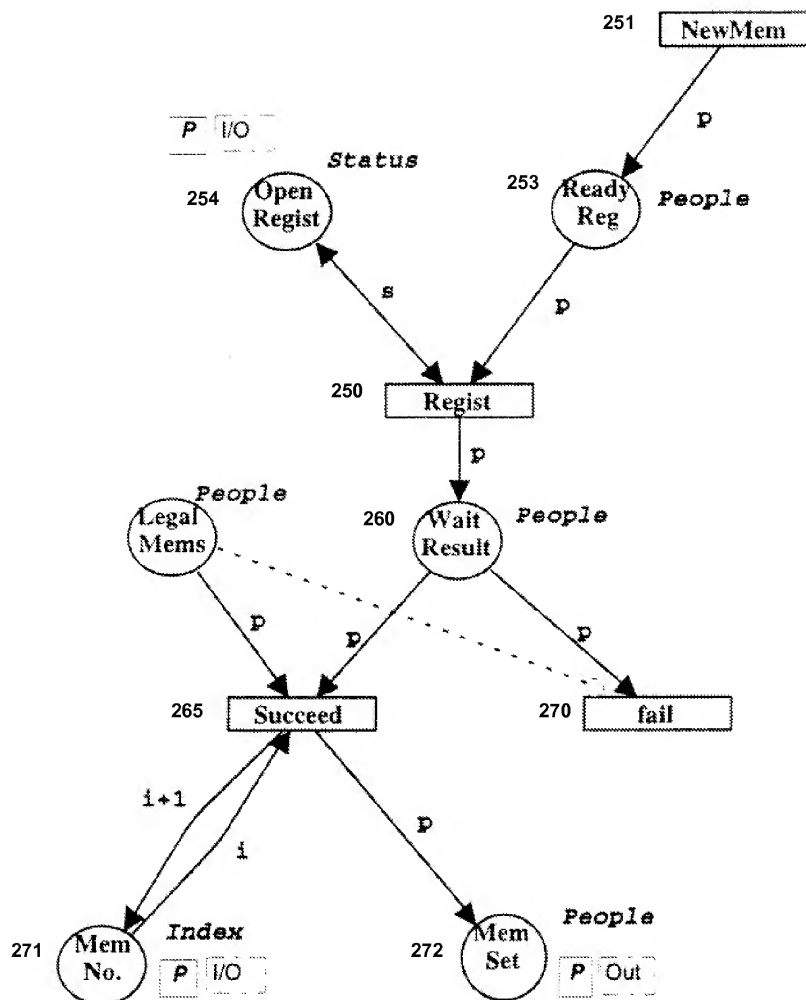 251
NewMem
p
P
I/O
Status
254
Open
Regist
253
Ready
Reg
People
s
p
250
Regist
p
People
Legal
Mems
260
Wait
Result
People
p
p
p
265
Succeed
270
fail
i+1
i
p
271
Mem
No.
Index
P
I/O
272
Mem
Set
People
P
Out